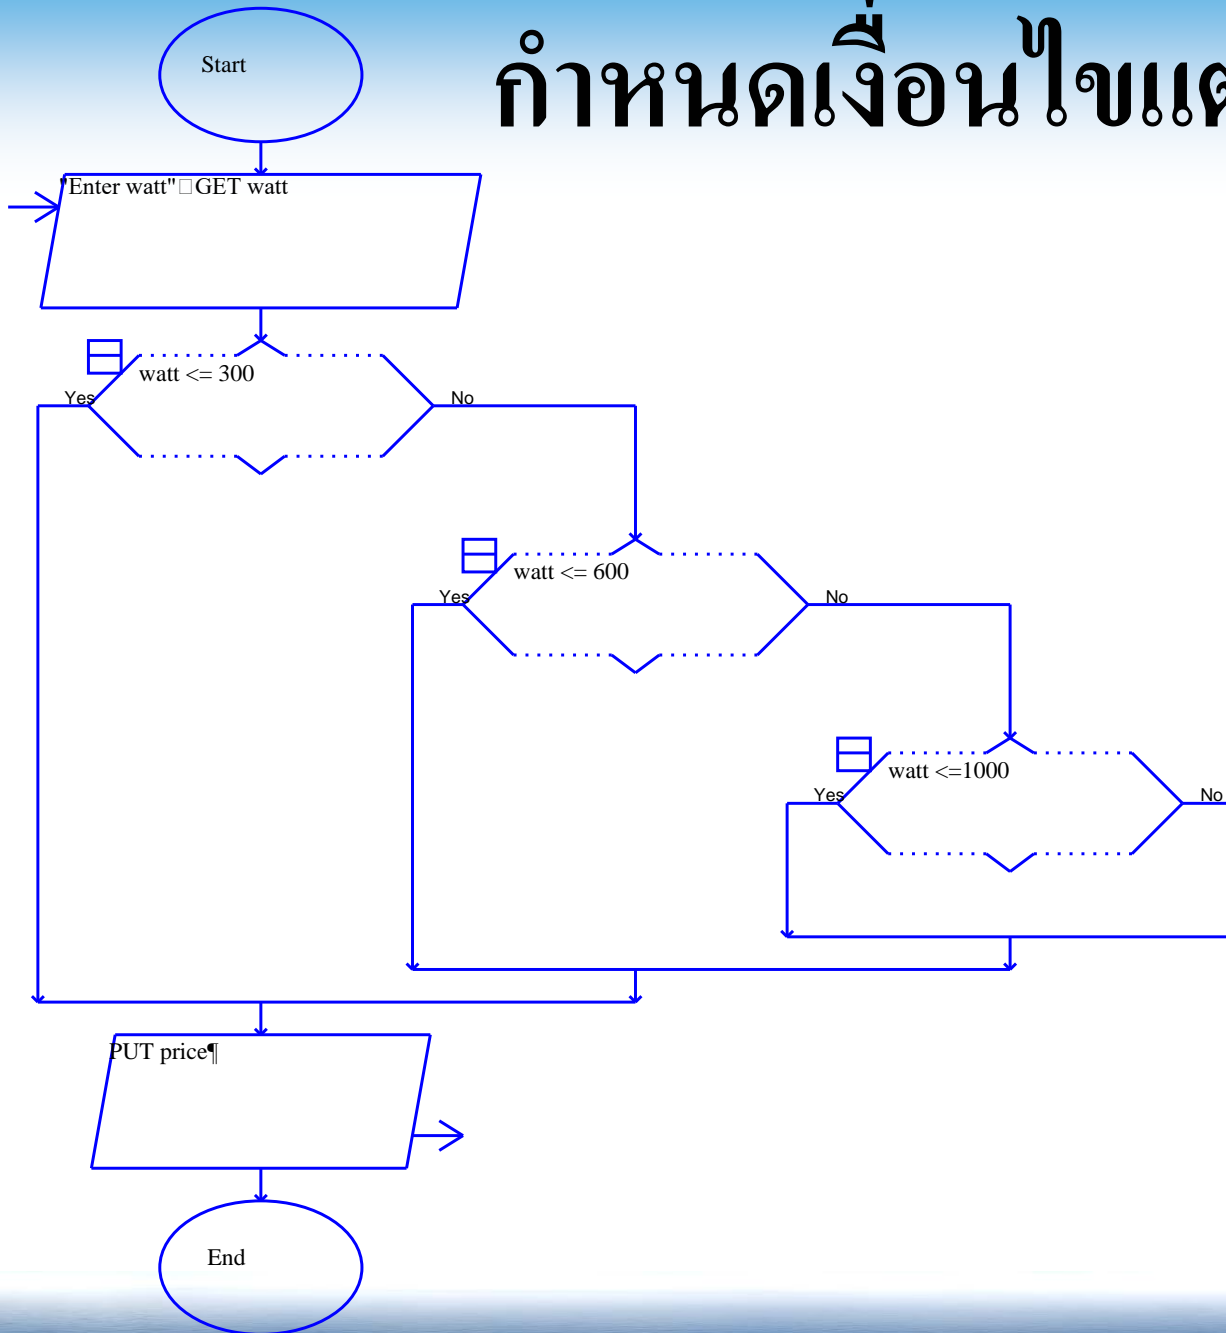 กำหนดเงื่อนไข
Start
"Enter watt" GET watt
watt <= 300
Yes
No
watt <= 600
Yes
No
watt <=1000
Yes
No
PUT price¶
End